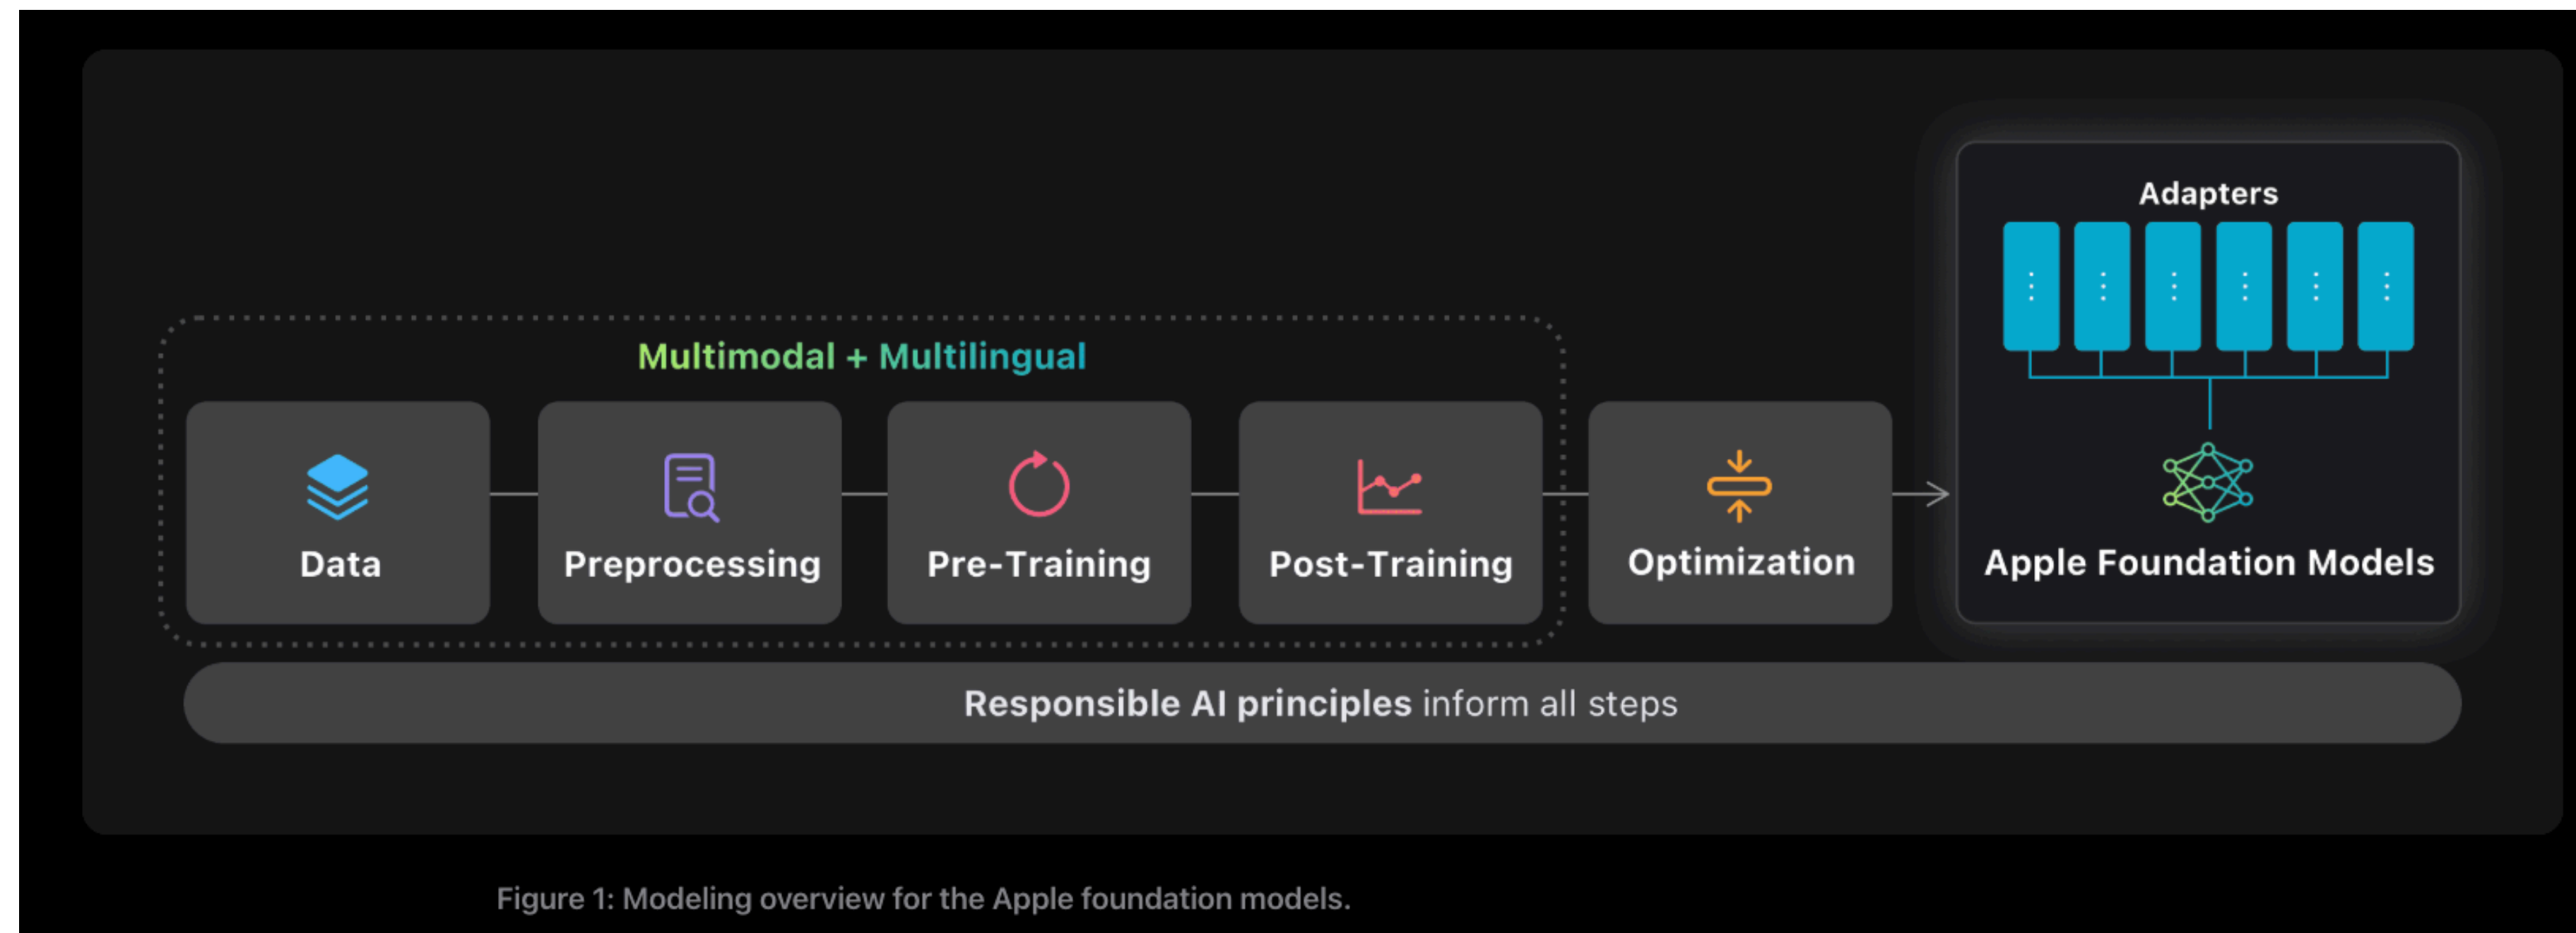 Adapters
Multimodal + Multilingual
Data
Preprocessing
Pre-Training
Post-Training
Optimization
Apple Foundation Models
Responsible AI principles inform all steps
Figure 1: Modeling overview for the Apple foundation models.